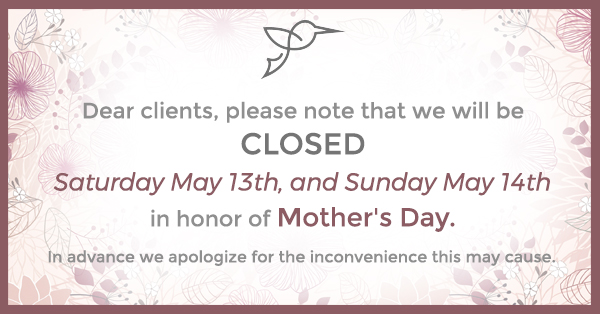 Dear clients, please note that we will be
CLOSED
Saturday May 13th, and Sunday May 14th
in honor of Mother's Day.
In advance we apologize for the inconvenience this may cause.